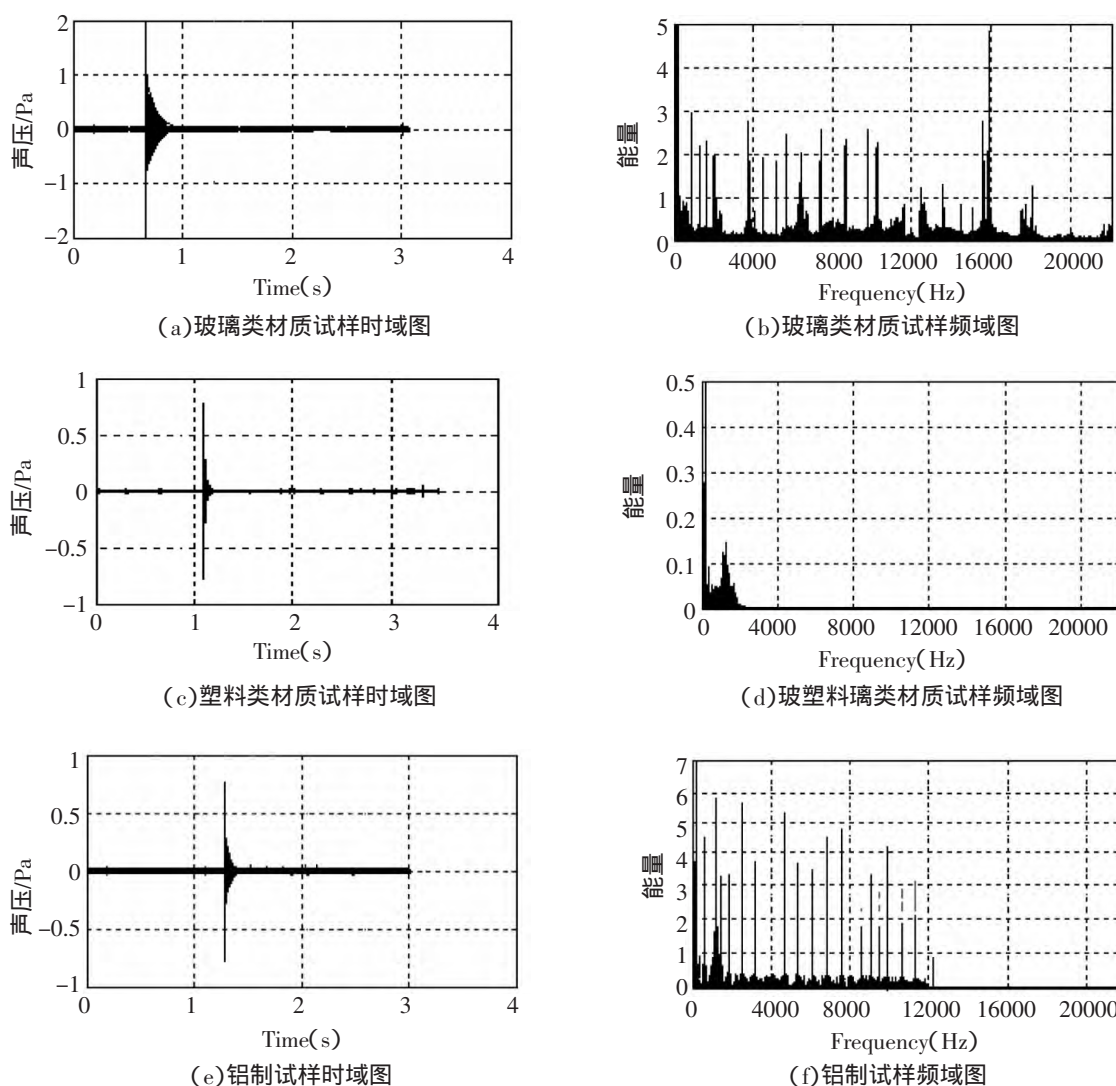 2
1
0
−1
−2
声压/Pa
0 1 2 3 4
Time(s)
(a)玻璃类材质试样时域图
5
4
3
2
1
0
能量
0 4000 8000 12000 16000 20000
Frequency(Hz)
(b)玻璃类材质试样频域图
1
0.5
0
−0.5
−1
声压/Pa
0 1 2 3 4
Time(s)
(c)塑料类材质试样时域图
0.5
0.4
0.3
0.2
0.1
0
能量
0 4000 8000 12000 16000 20000
Frequency(Hz)
(d)玻塑料璃类材质试样频域图
1
0.5
0
−0.5
−1
声压/Pa
0 1 2 3 4
Time(s)
(e)铝制试样时域图
7
6
5
4
3
2
1
0
能量
0 4000 8000 12000 16000 20000
Frequency(Hz)
(f)铝制试样频域图